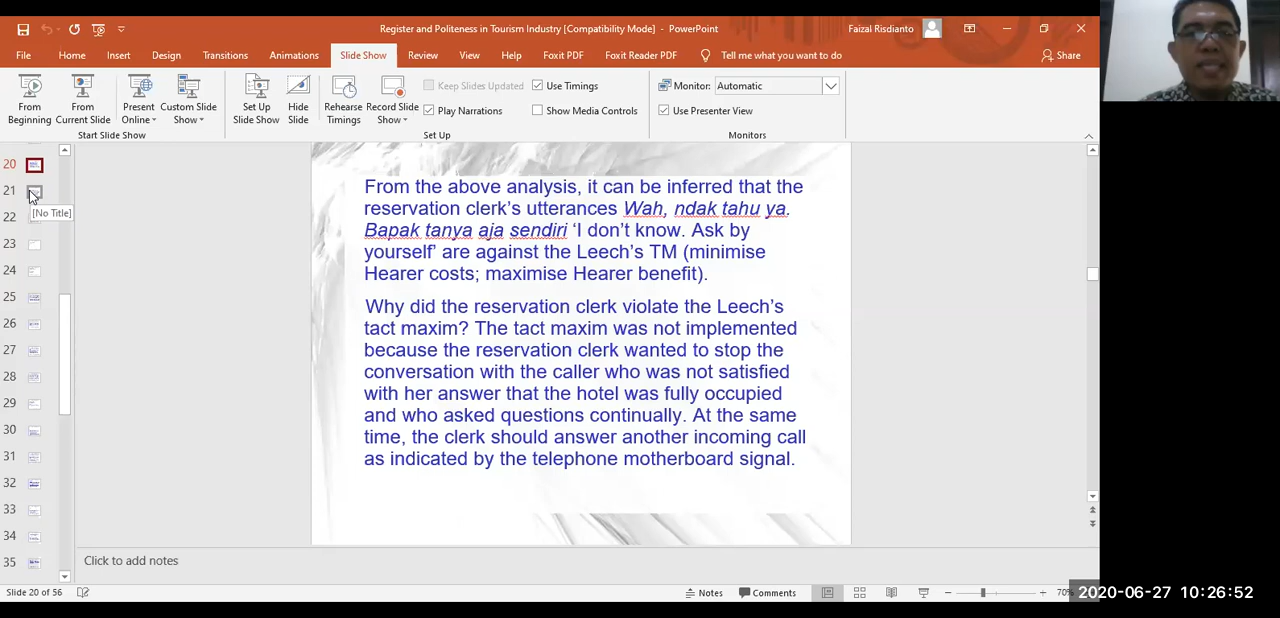 Register and Politeness in Tourism Industry [Compatibility Mode] - PowerPoint
Faizal Risdianto
File Home Insert Design Transitions Animations Slide Show Review View Help Foxit PDF Foxit Reader PDF Tell me what you want to do
Share
From Beginning
From Current Slide
Present Online
Custom Slide Show
Start Slide Show
Set Up Slide Show
Hide Slide
Rehearse Timings
Record Slide Show
Keep Slides Updated
Play Narrations
Use Timings
Show Media Controls
Set Up
Monitor: Automatic
Use Presenter View
Monitors
20
21
[No Title]
22
23
24
25
26
27
28
29
30
31
32
33
34
35
From the above analysis, it can be inferred that the
reservation clerk's utterances Wah, ndak tahu ya.
Bapak tanya aja sendiri 'I don't know. Ask by
yourself' are against the Leech's TM (minimise
Hearer costs; maximise Hearer benefit).
Why did the reservation clerk violate the Leech's
tact maxim? The tact maxim was not implemented
because the reservation clerk wanted to stop the
conversation with the caller who was not satisfied
with her answer that the hotel was fully occupied
and who asked questions continually. At the same
time, the clerk should answer another incoming call
as indicated by the telephone motherboard signal.
Click to add notes
Slide 20 of 56
Notes
Comments
70%
2020-06-27 10:26:52